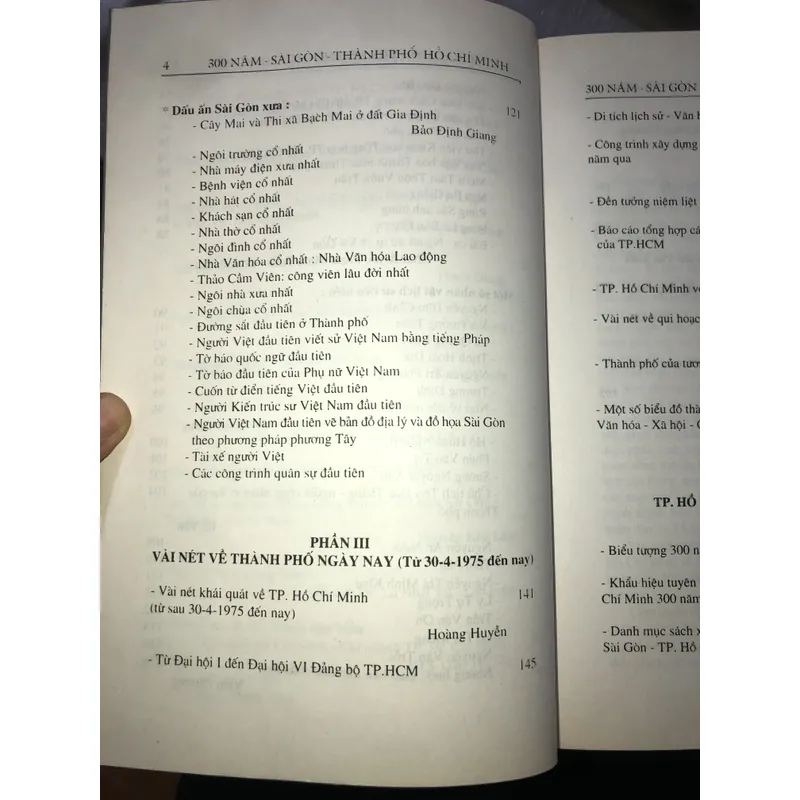 4 300 NĂM - SÀI GÒN - THÀNH PHỐ HỒ CHÍ MINH
* Dấu ấn Sài Gòn xưa :
- Cây Mai và Thi xã Bạch Mai ở đất Gia Định 121
Bảo Định Giang
- Ngôi trường cổ nhất
- Nhà máy điện xưa nhất
- Bệnh viện cổ nhất
- Nhà hát cổ nhất
- Khách sạn cổ nhất
- Nhà thờ cổ nhất
- Ngôi đình cổ nhất
- Nhà Văn hóa cổ nhất : Nhà Văn hóa Lao động
- Thảo Cầm Viên: công viên lâu đời nhất
- Ngôi nhà xưa nhất
- Ngôi chùa cổ nhất
- Đường sắt đầu tiên ở Thành phố
- Người Việt đầu tiên viết sử Việt Nam bằng tiếng Pháp
- Tờ báo quốc ngữ đầu tiên
- Tờ báo đầu tiên của Phụ nữ Việt Nam
- Cuốn từ điển tiếng Việt đầu tiên
- Người Kiến trúc sư Việt Nam đầu tiên
- Người Việt Nam đầu tiên vẽ bản đồ địa lý và đồ họa Sài Gòn
theo phương pháp phương Tây
- Tài xế người Việt
- Các công trình quân sự đầu tiên
PHẦN III
VÀI NÉT VỀ THÀNH PHỐ NGÀY NAY (Từ 30-4-1975 đến nay)
- Vài nét khái quát về TP. Hồ Chí Minh 141
(từ sau 30-4-1975 đến nay)
Hoàng Huyền
- Từ Đại hội I đến Đại hội VI Đảng bộ TP.HCM 145
300 NĂM - SÀI GÒN
- Di tích lịch sử - Văn
- Công trình xây dựng
năm qua
- Đền tưởng niệm liệt
- Báo cáo tổng hợp
của TP.HCM
- TP. Hồ Chí Minh
- Vài nét về qui hoạc
- Thành phố của tươ
- Một số biểu đồ
Văn hóa - Xã hội -
TP. HỒ
- Biểu tượng 300
- Khẩu hiệu tuyên
Chí Minh 300 năm
- Danh mục sách
Sài Gòn - TP. Hồ